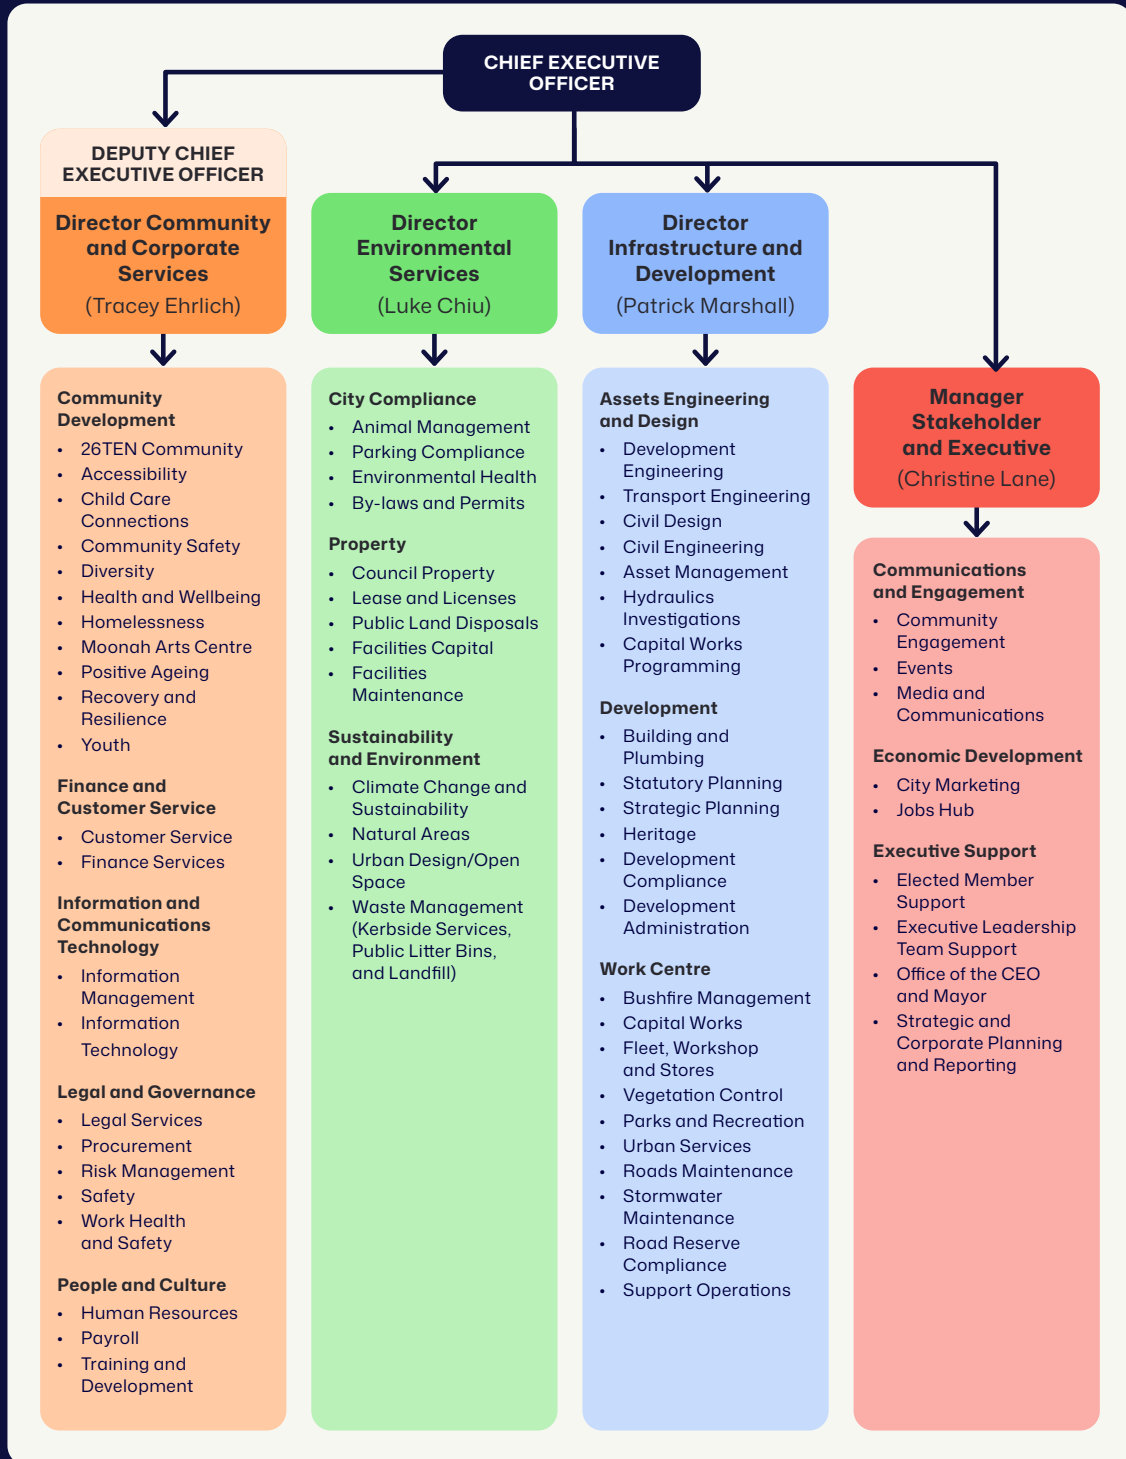 CHIEF EXECUTIVE
OFFICER
DEPUTY CHIEF
EXECUTIVE OFFICER
Director Community
and Corporate
Services
(Tracey Ehrlich)
Community
Development
• 26TEN Community
• Accessibility
• Child Care
Connections
• Community Safety
• Diversity
• Health and Wellbeing
• Homelessness
• Moonah Arts Centre
• Positive Ageing
• Recovery and
Resilience
• Youth
Finance and
Customer Service
• Customer Service
• Finance Services
Information and
Communications
Technology
• Information
Management
• Information
Technology
Legal and Governance
• Legal Services
• Procurement
• Risk Management
• Safety
• Work Health
and Safety
People and Culture
• Human Resources
• Payroll
• Training and
Development
Director
Environmental
Services
(Luke Chiu)
City Compliance
• Animal Management
• Parking Compliance
• Environmental Health
• By-laws and Permits
Property
• Council Property
• Lease and Licenses
• Public Land Disposals
• Facilities Capital
• Facilities
Maintenance
Sustainability
and Environment
• Climate Change and
Sustainability
• Natural Areas
• Urban Design/Open
Space
• Waste Management
(Kerbside Services,
Public Litter Bins,
and Landfill)
Director
Infrastructure and
Development
(Patrick Marshall)
Assets Engineering
and Design
• Development
Engineering
• Transport Engineering
• Civil Design
• Civil Engineering
• Asset Management
• Hydraulics
Investigations
• Capital Works
Programming
Development
• Building and
Plumbing
• Statutory Planning
• Strategic Planning
• Heritage
• Development
Compliance
• Development
Administration
Work Centre
• Bushfire Management
• Capital Works
• Fleet, Workshop
and Stores
• Vegetation Control
• Parks and Recreation
• Urban Services
• Roads Maintenance
• Stormwater
Maintenance
• Road Reserve
Compliance
• Support Operations
Manager
Stakeholder
and Executive
(Christine Lane)
Communications
and Engagement
• Community
Engagement
• Events
• Media and
Communications
Economic Development
• City Marketing
• Jobs Hub
Executive Support
• Elected Member
Support
• Executive Leadership
Team Support
• Office of the CEO
and Mayor
• Strategic and
Corporate Planning
and Reporting